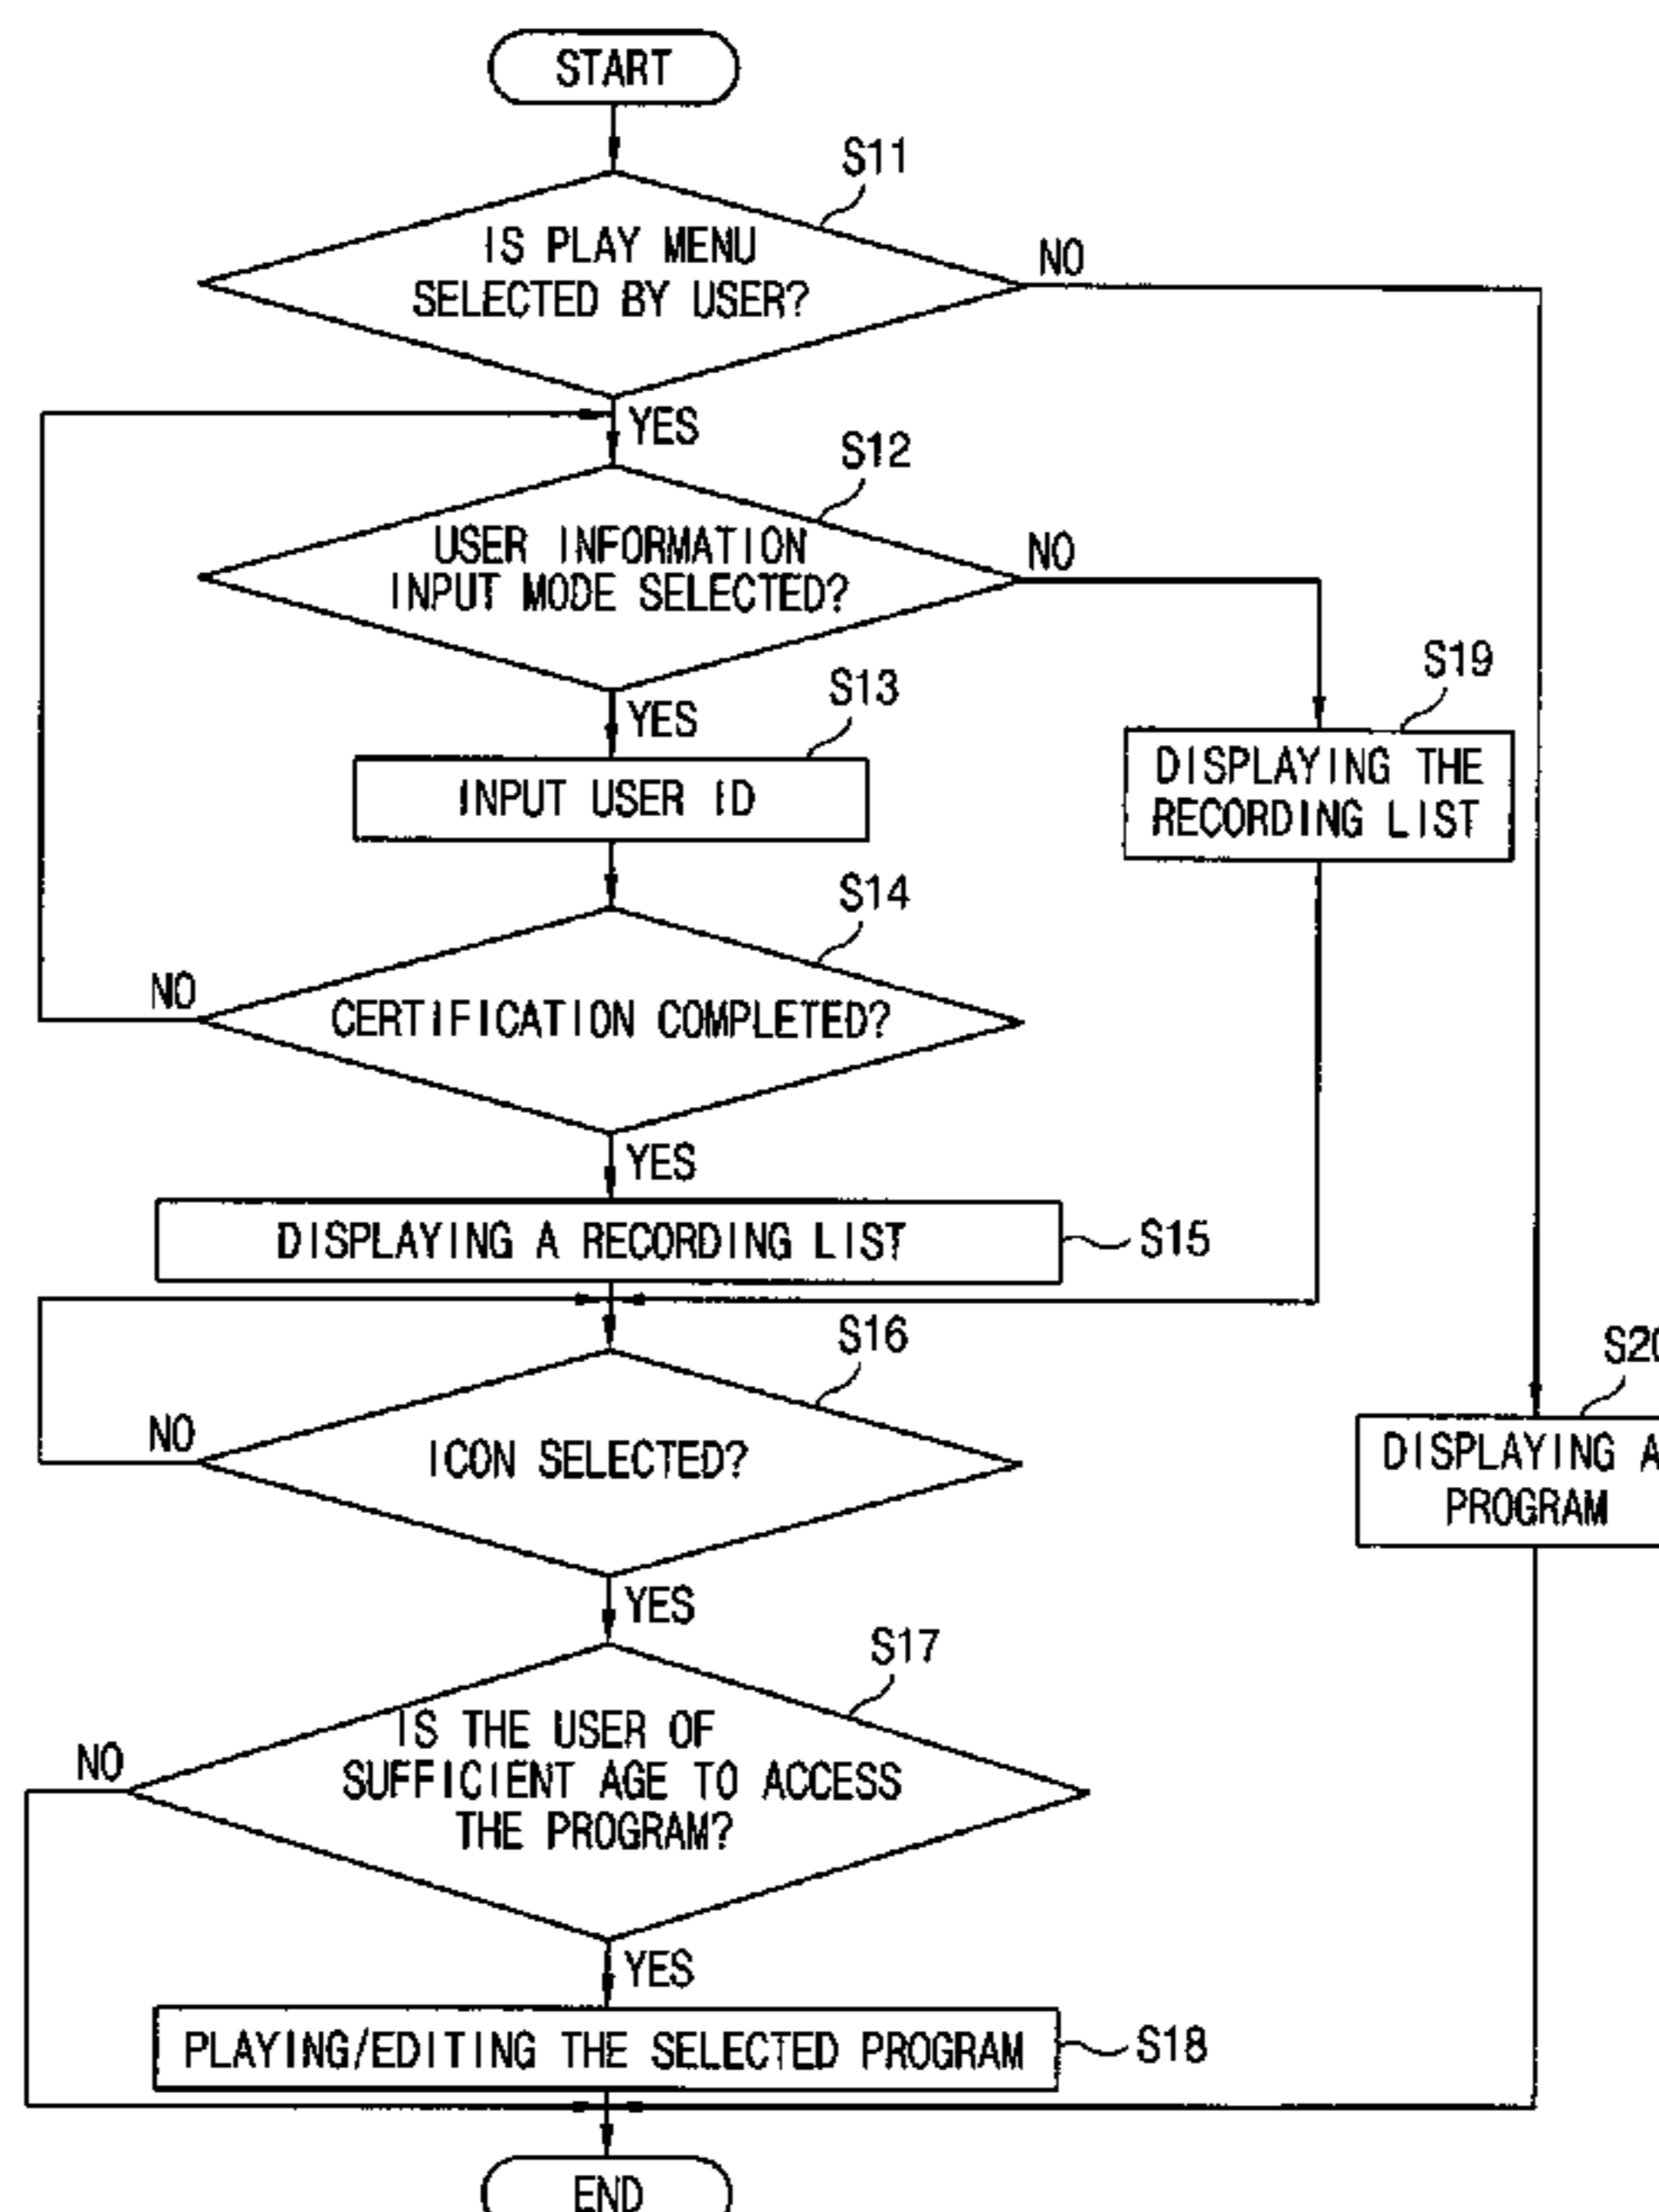 START
S11
IS PLAY MENU
SELECTED BY USER?
NO
YES
S12
USER INFORMATION
INPUT MODE SELECTED?
NO
YES
S13
INPUT USER ID
S19
DISPLAYING THE
RECORDING LIST
S14
CERTIFICATION COMPLETED?
NO
YES
DISPLAYING A RECORDING LIST
S15
S16
ICON SELECTED?
NO
YES
S20
DISPLAYING A
PROGRAM
S17
IS THE USER OF
SUFFICIENT AGE TO ACCESS
THE PROGRAM?
NO
YES
PLAYING/EDITING THE SELECTED PROGRAM
S18
END